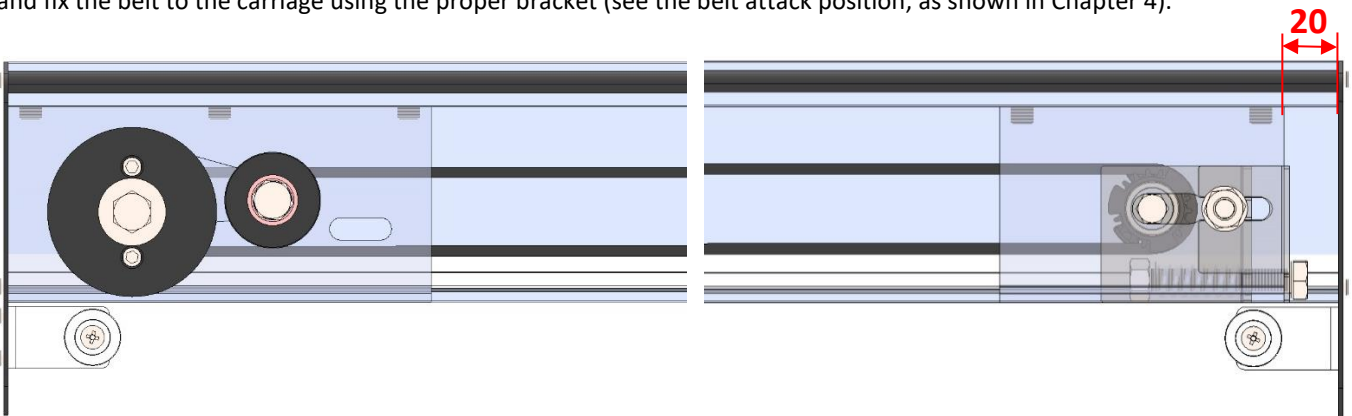 and fix the belt to the carriage using the proper bracket (see the belt attack position, as shown in Chapter 4).
20